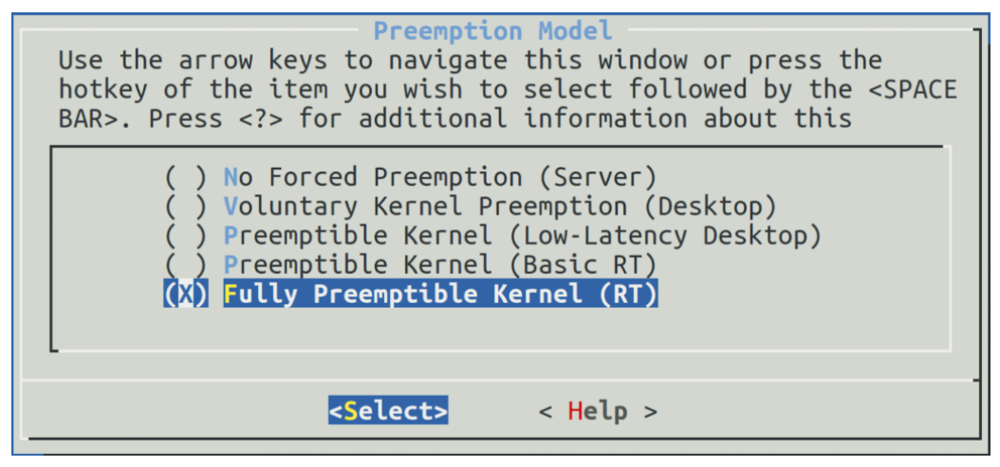 Preemption Model
Use the arrow keys to navigate this window or press the
hotkey of the item you wish to select followed by the <SPACE
BAR>. Press <?> for additional information about this
( ) No Forced Preemption (Server)
( ) Voluntary Kernel Preemption (Desktop)
( ) Preemptible Kernel (Low-Latency Desktop)
( ) Preemptible Kernel (Basic RT)
(X) Fully Preemptible Kernel (RT)
<Select> < Help >